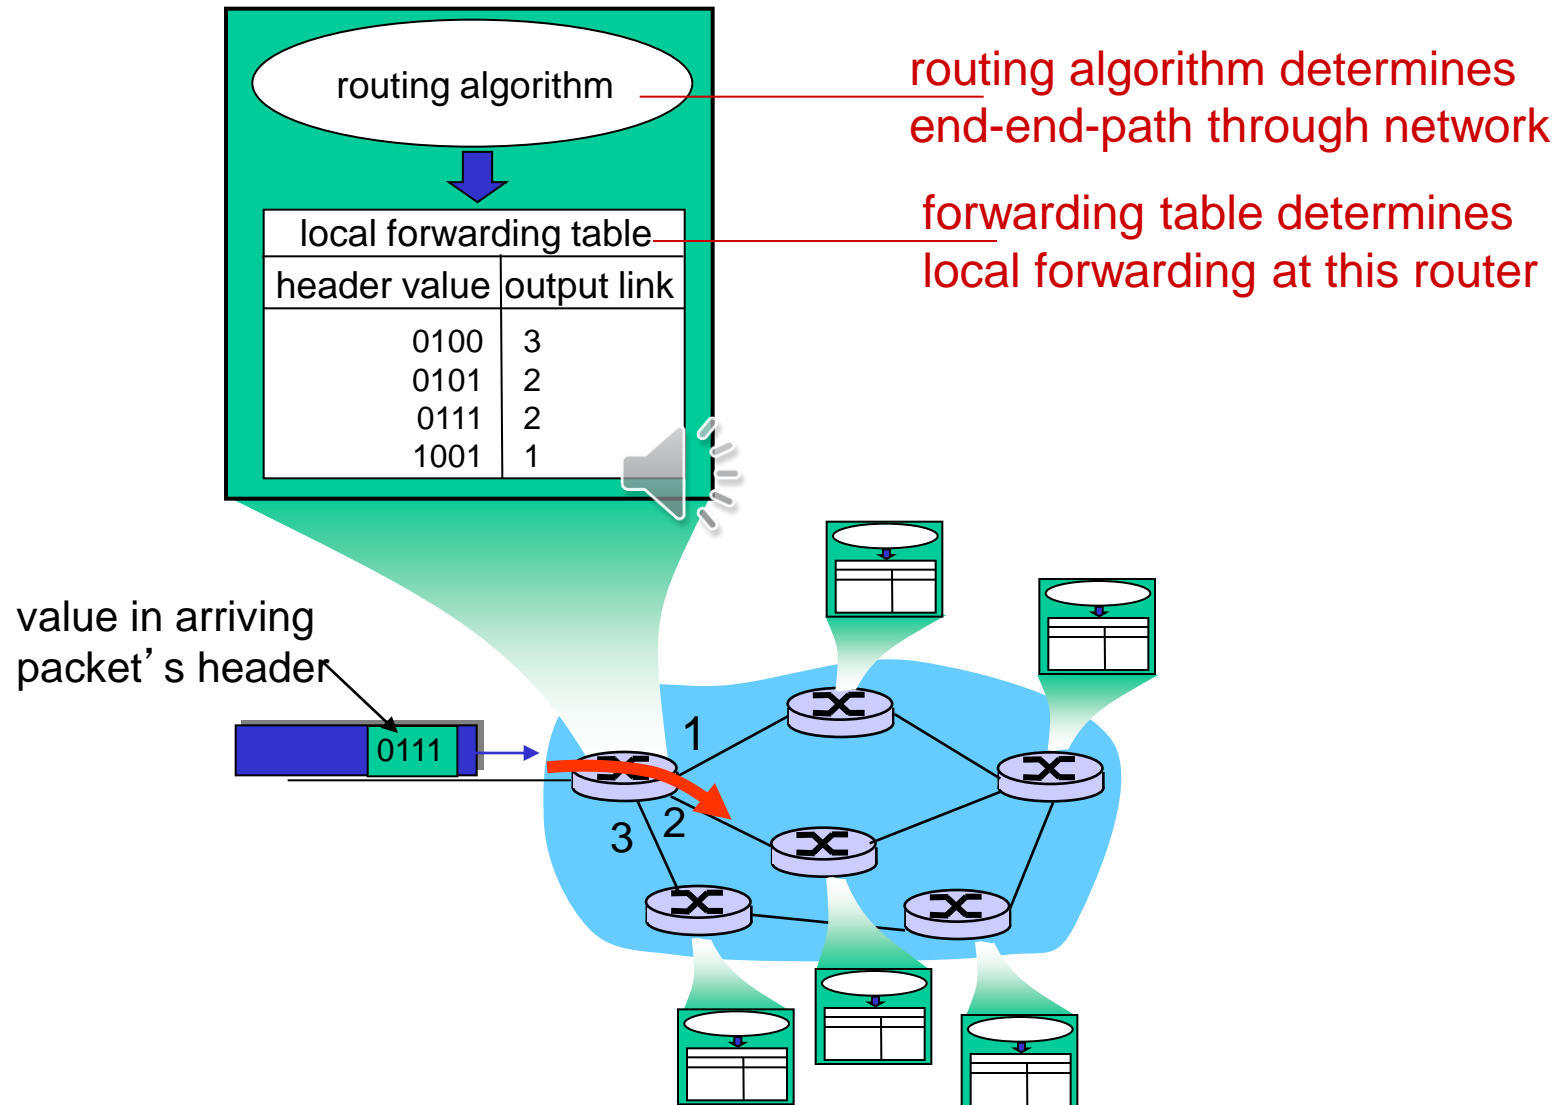 routing algorithm
routing algorithm determines
end-end-path through network
local forwarding table
forwarding table determines
local forwarding at this router
header value output link
0100 3
0101 2
0111 2
1001 1
value in arriving
packet’s header
0111
1
2
3